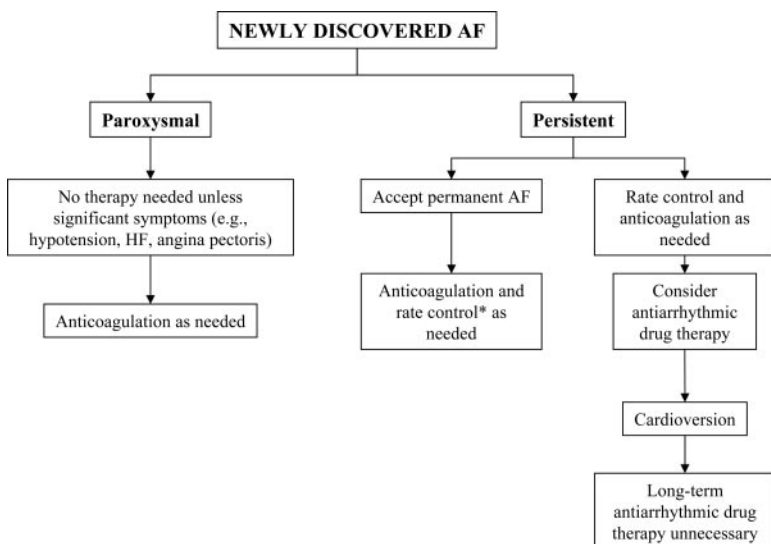 NEWLY DISCOVERED AF
Paroxysmal
Persistent
No therapy needed unless
significant symptoms (e.g.,
hypotension, HF, angina pectoris)
Accept permanent AF
Rate control and
anticoagulation as
needed
Anticoagulation as needed
Anticoagulation and
rate control* as
needed
Consider
antiarrhythmic
drug therapy
Cardioversion
Long-term
antiarrhythmic drug
therapy unnecessary